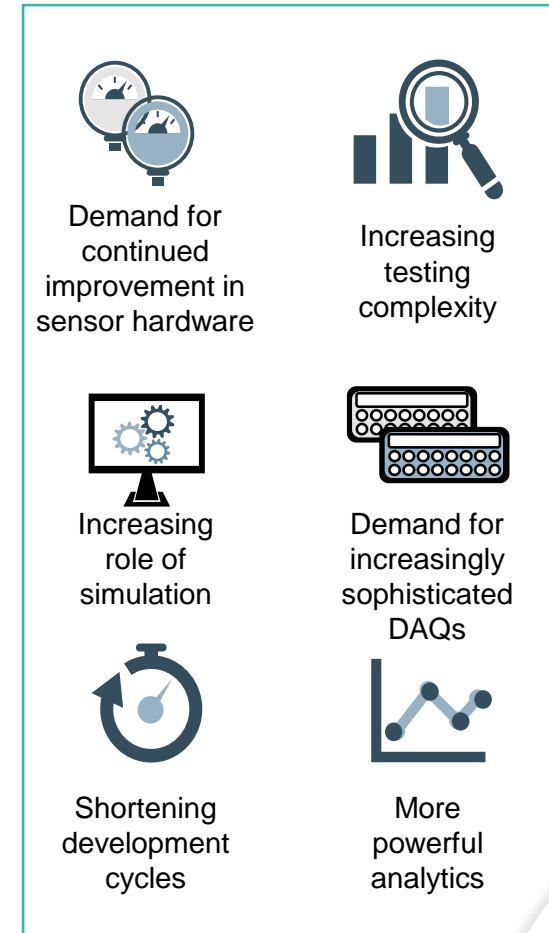 Demand for
continued
improvement in
sensor hardware
Increasing
testing
complexity
Increasing
role of
simulation
Demand for
increasingly
sophisticated
DAQs
Shortening
development
cycles
More
powerful
analytics